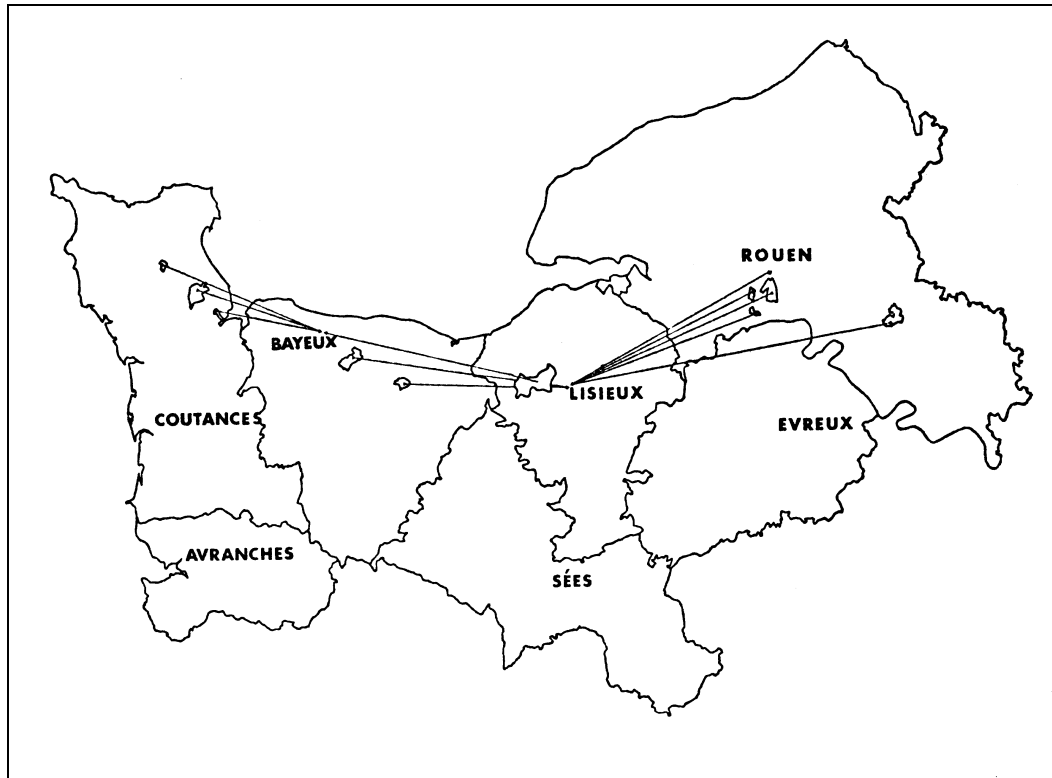 ROUEN
BAYEUX
LISIEUX
COUTANCES
EVREUX
AVRANCHES
SÉES